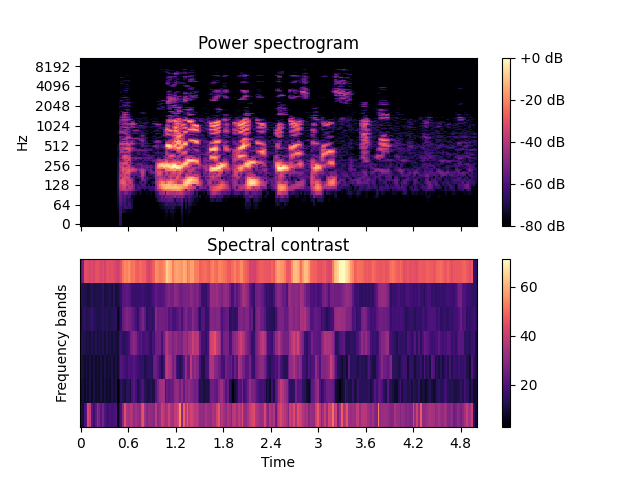 Power spectrogram
Hz
8192
4096
2048
1024
512
256
128
64
0
+0 dB
-20 dB
-40 dB
-60 dB
-80 dB
Spectral contrast
Frequency bands
60
40
20
0 0.6 1.2 1.8 2.4 3 3.6 4.2 4.8
Time